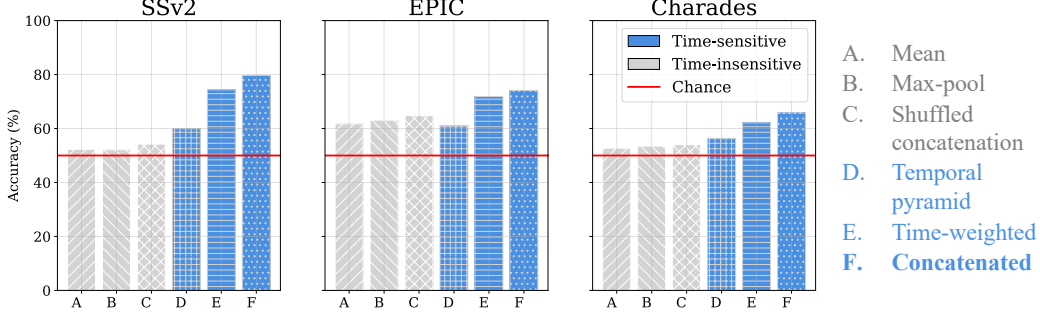 SSv2
EPIC
Charades
Accuracy (%)
100
80
60
40
20
0
A B C D E F
A B C D E F
A B C D E F
Time-sensitive
Time-insensitive
Chance
A. Mean
B. Max-pool
C. Shuffled
concatenation
D. Temporal
pyramid
E. Time-weighted
F. Concatenated